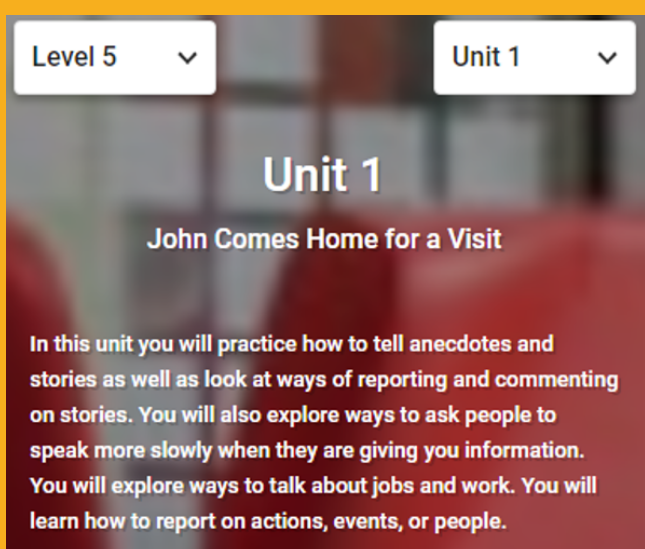 Level 5
Unit 1
Unit 1
John Comes Home for a Visit
In this unit you will practice how to tell anecdotes and
stories as well as look at ways of reporting and commenting
on stories. You will also explore ways to ask people to
speak more slowly when they are giving you information.
You will explore ways to talk about jobs and work. You will
learn how to report on actions, events, or people.